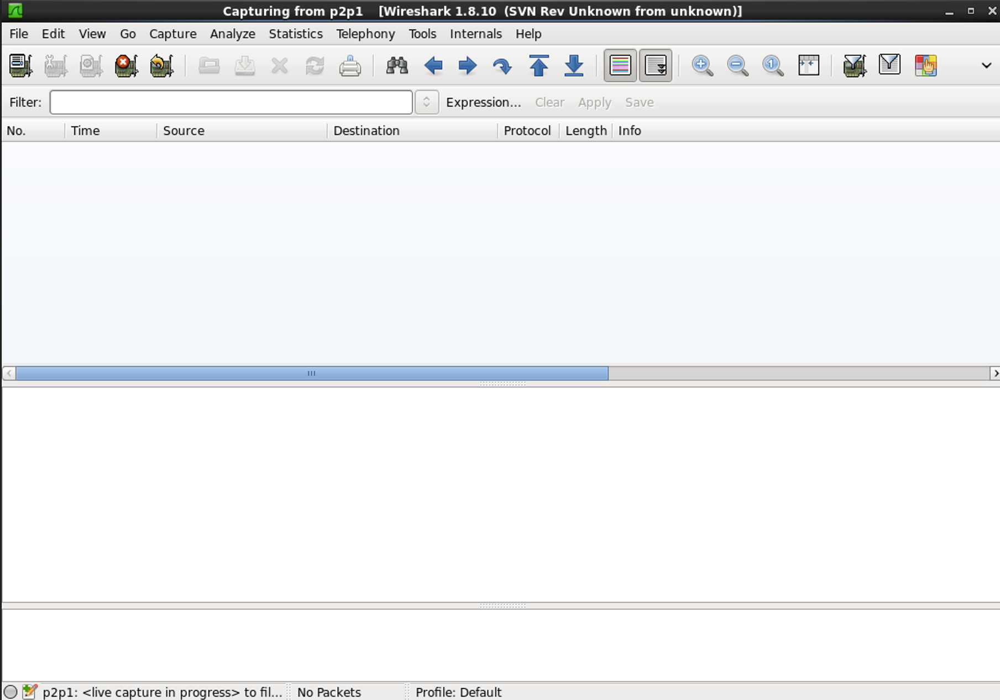 Capturing from p2p1 [Wireshark 1.8.10 (SVN Rev Unknown from unknown)]
File Edit View Go Capture Analyze Statistics Telephony Tools Internals Help
1
Filter: Expression... Clear Apply Save
No. Time Source Destination Protocol Length Info
p2p1: <live capture in progress> to fil... No Packets Profile: Default